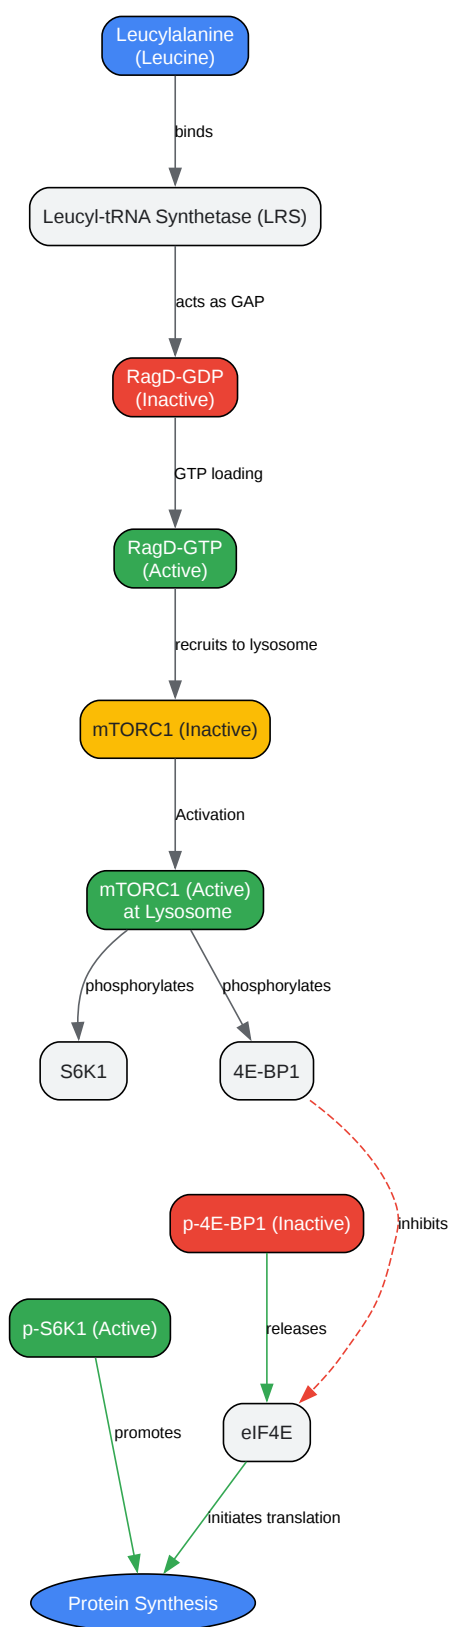 Leucylalanine
(Leucine)
binds
Leucyl-tRNA Synthetase (LRS)
acts as GAP
RagD-GDP
(Inactive)
GTP loading
RagD-GTP
(Active)
recruits to lysosome
mTORC1 (Inactive)
Activation
mTORC1 (Active)
at Lysosome
phosphorylates
phosphorylates
S6K1
4E-BP1
p-4E-BP1 (Inactive)
inhibits
p-S6K1 (Active)
releases
promotes
eIF4E
initiates translation
Protein Synthesis